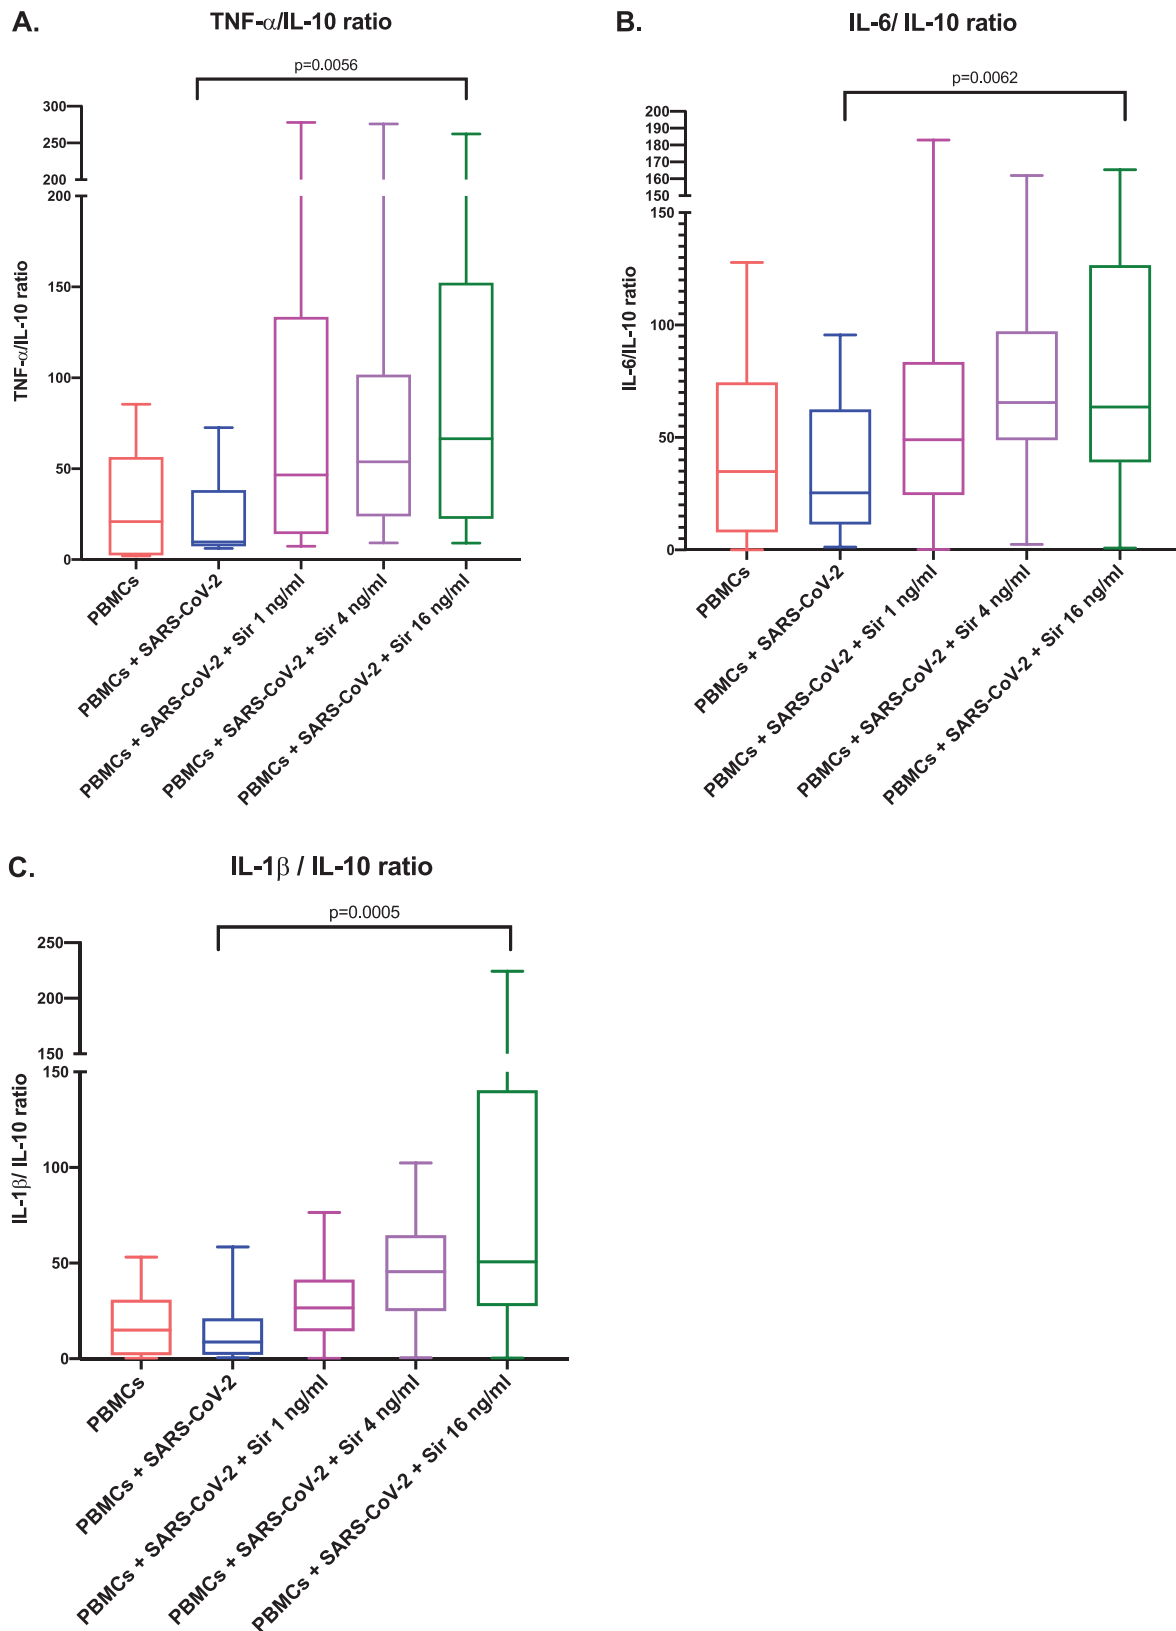 A.
TNF-α/IL-10 ratio
p=0.0056
300
250
200
200
150
100
50
0
TNF-α/IL-10 ratio
PBMCs
PBMCs + SARS-CoV-2
PBMCs + SARS-CoV-2 + Sir 1 ng/ml
PBMCs + SARS-CoV-2 + Sir 4 ng/ml
PBMCs + SARS-CoV-2 + Sir 16 ng/ml
B.
IL-6/ IL-10 ratio
p=0.0062
200
190
180
170
160
150
150
100
50
0
IL-6/IL-10 ratio
PBMCs
PBMCs + SARS-CoV-2
PBMCs + SARS-CoV-2 + Sir 1 ng/ml
PBMCs + SARS-CoV-2 + Sir 4 ng/ml
PBMCs + SARS-CoV-2 + Sir 16 ng/ml
C.
IL-1β / IL-10 ratio
p=0.0005
250
200
150
150
100
50
0
IL-1β/ IL-10 ratio
PBMCs
PBMCs + SARS-CoV-2
PBMCs + SARS-CoV-2 + Sir 1 ng/ml
PBMCs + SARS-CoV-2 + Sir 4 ng/ml
PBMCs + SARS-CoV-2 + Sir 16 ng/ml